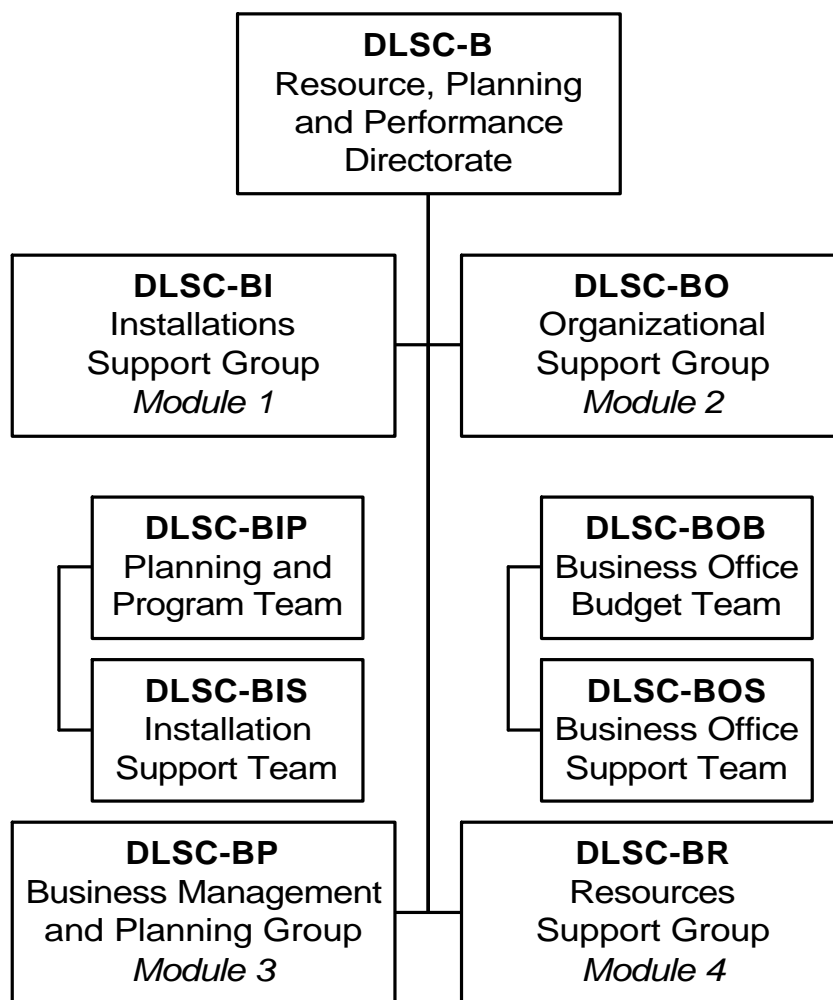 DLSC-B
Resource, Planning
and Performance
Directorate
DLSC-BI
Installations
Support Group
Module 1
DLSC-BO
Organizational
Support Group
Module 2
DLSC-BIP
Planning and
Program Team
DLSC-BOB
Business Office
Budget Team
DLSC-BIS
Installation
Support Team
DLSC-BOS
Business Office
Support Team
DLSC-BP
Business Management
and Planning Group
Module 3
DLSC-BR
Resources
Support Group
Module 4